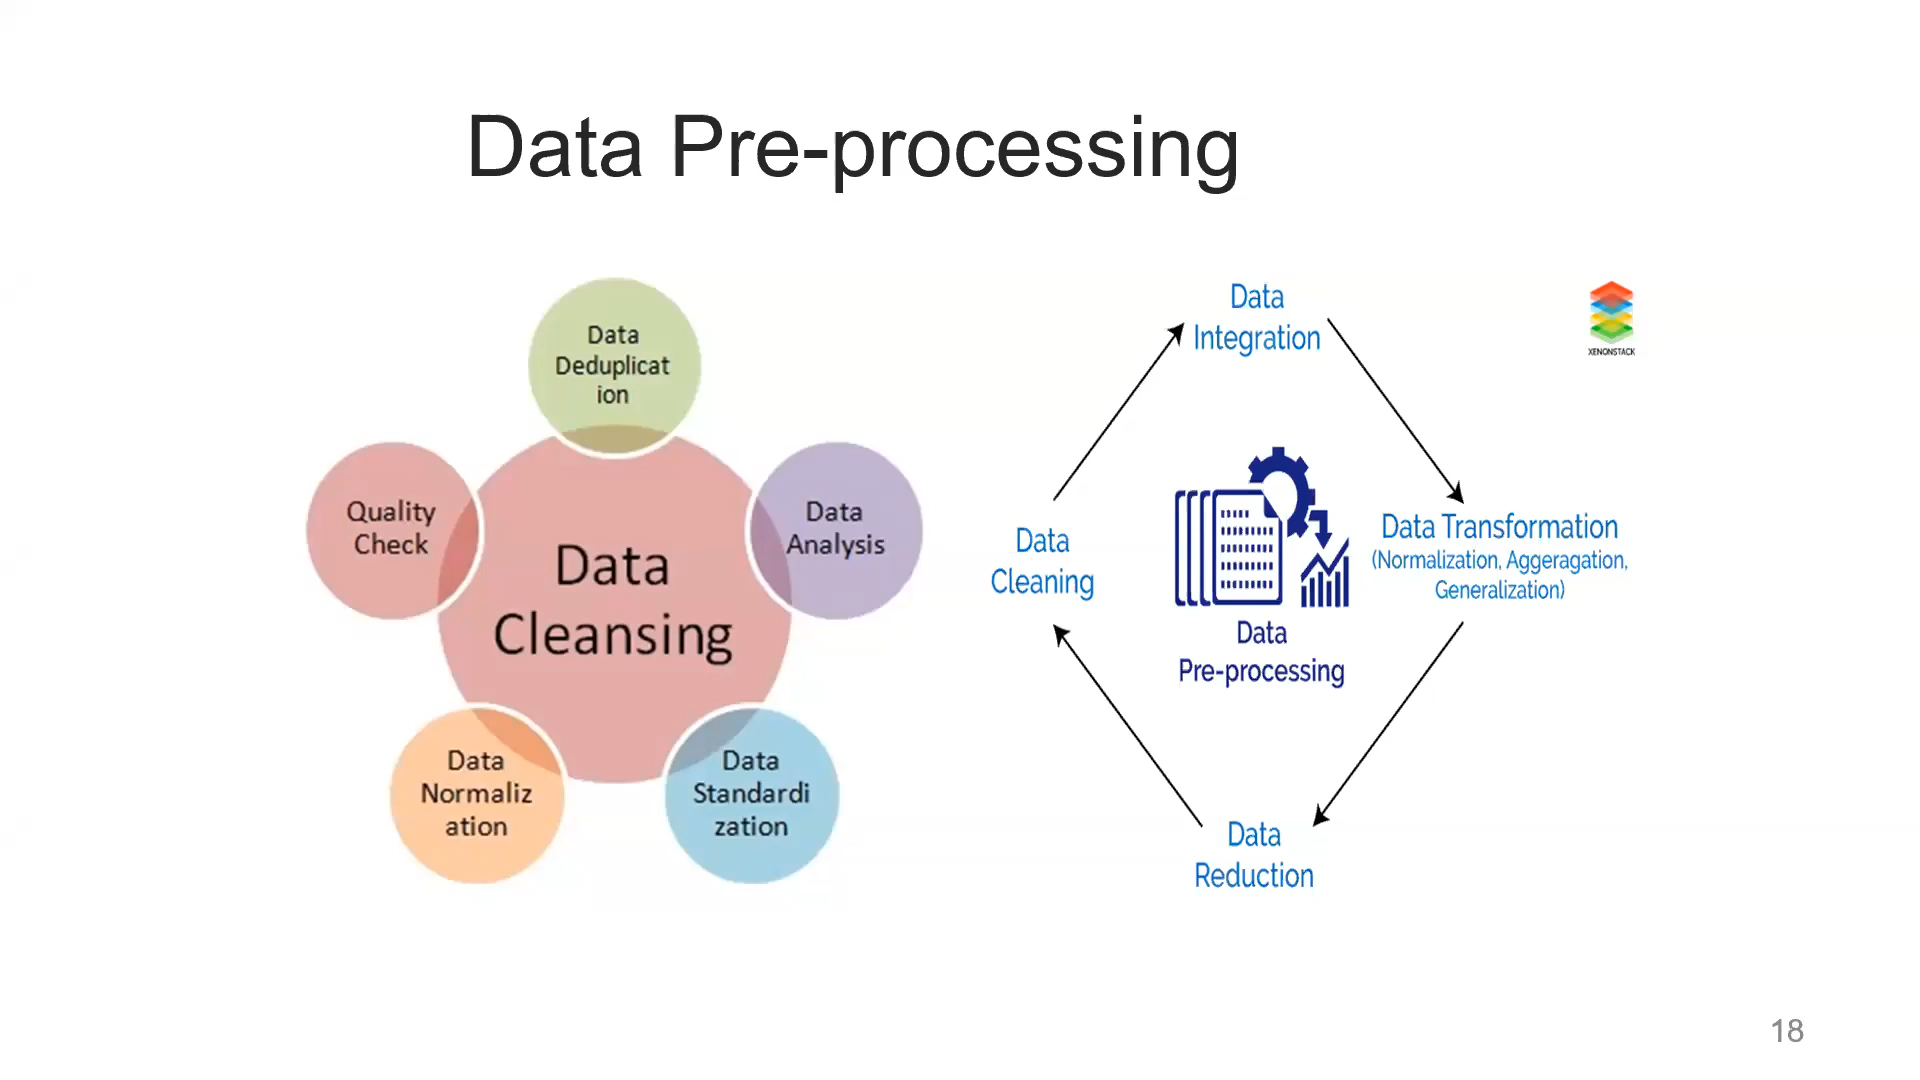 Data Pre-processing
Data
Deduplicat
ion
Quality
Check
Data
Analysis
Data
Cleansing
Data
Normaliz
ation
Data
Standardi
zation
Data
Integration
XENONSTACK
Data
Cleaning
Data Transformation
(Normalization, Aggeragation,
Generalization)
Data
Pre-processing
Data
Reduction
18